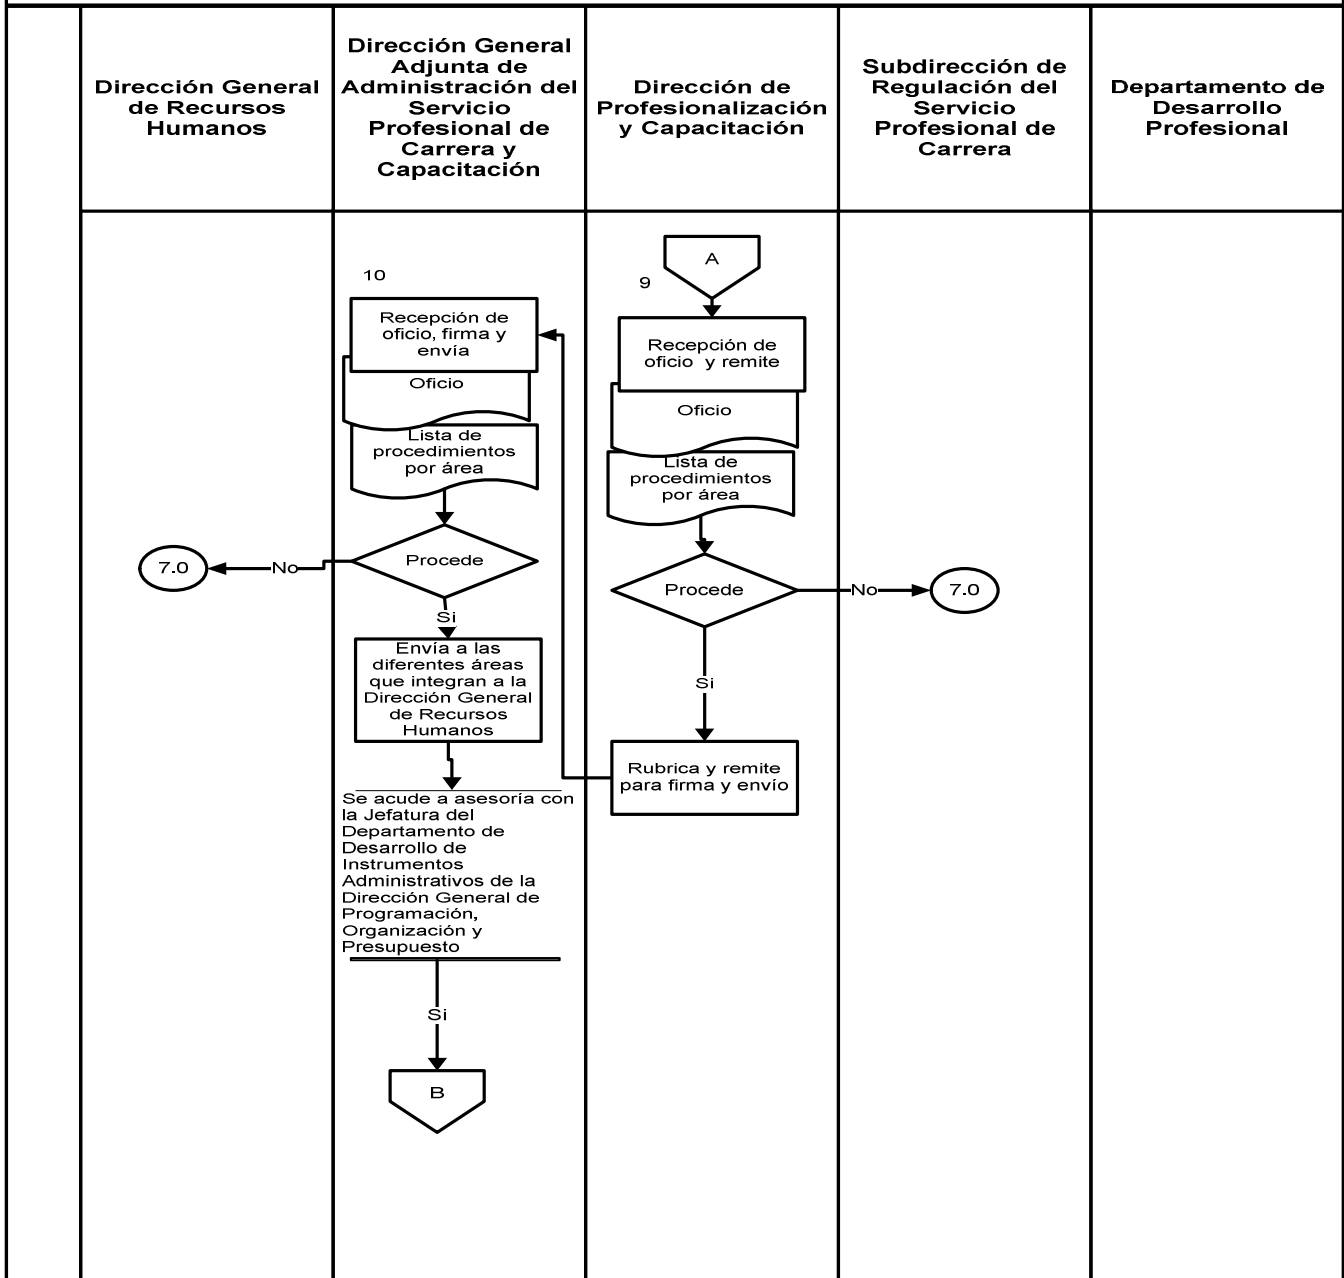 Dirección General
de Recursos
Humanos
Dirección General
Adjunta de
Administración del
Servicio
Profesional de
Carrera y
Capacitación
Dirección de
Profesionalización
y Capacitación
Subdirección de
Regulación del
Servicio
Profesional de
Carrera
Departamento de
Desarrollo
Profesional
A
9
Recepción de
oficio y remite
Oficio
Lista de
procedimientos
por área
Procede
No
7.0
Si
Rubrica y remite
para firma y envío
10
Recepción de
oficio, firma y
envía
Oficio
Lista de
procedimientos
por área
Procede
No
7.0
Si
Envía a las
diferentes áreas
que integran a la
Dirección General
de Recursos
Humanos
Se acude a asesoría con
la Jefatura del
Departamento de
Desarrollo de
Instrumentos
Administrativos de la
Dirección General de
Programación,
Organización y
Presupuesto
Si
B